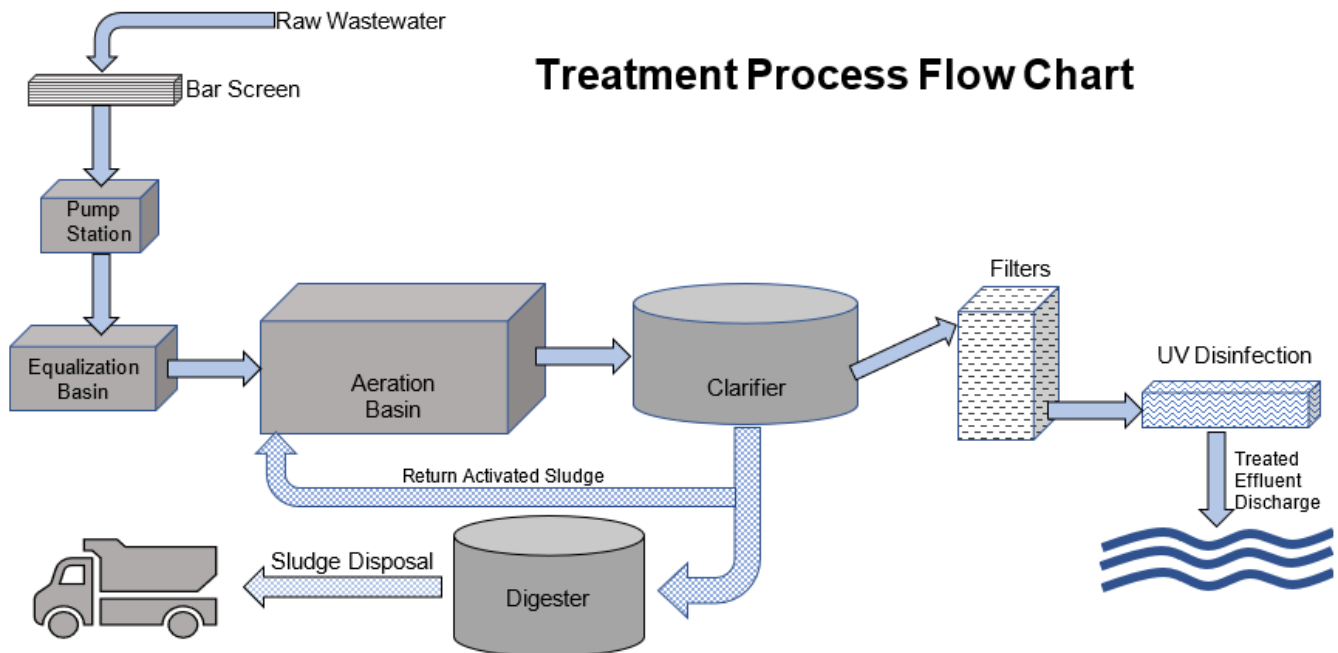 Raw Wastewater
Treatment Process Flow Chart
Bar Screen
Pump
Station
Filters
UV Disinfection
Equalization
Basin
Aeration
Basin
Clarifier
Return Activated Sludge
Treated
Effluent
Discharge
Sludge Disposal
Digester